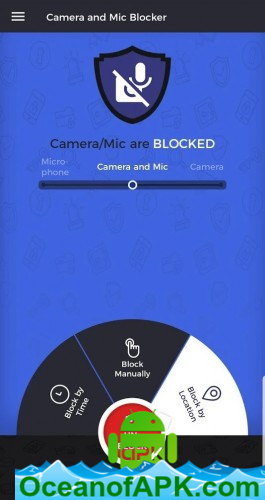 Camera and Mic Blocker
Camera/Mic are BLOCKED
Micro-
phone
Camera and Mic
Camera
Block
Manually
Block by
Time
Block by
Location
APK
OceanofAPK.com